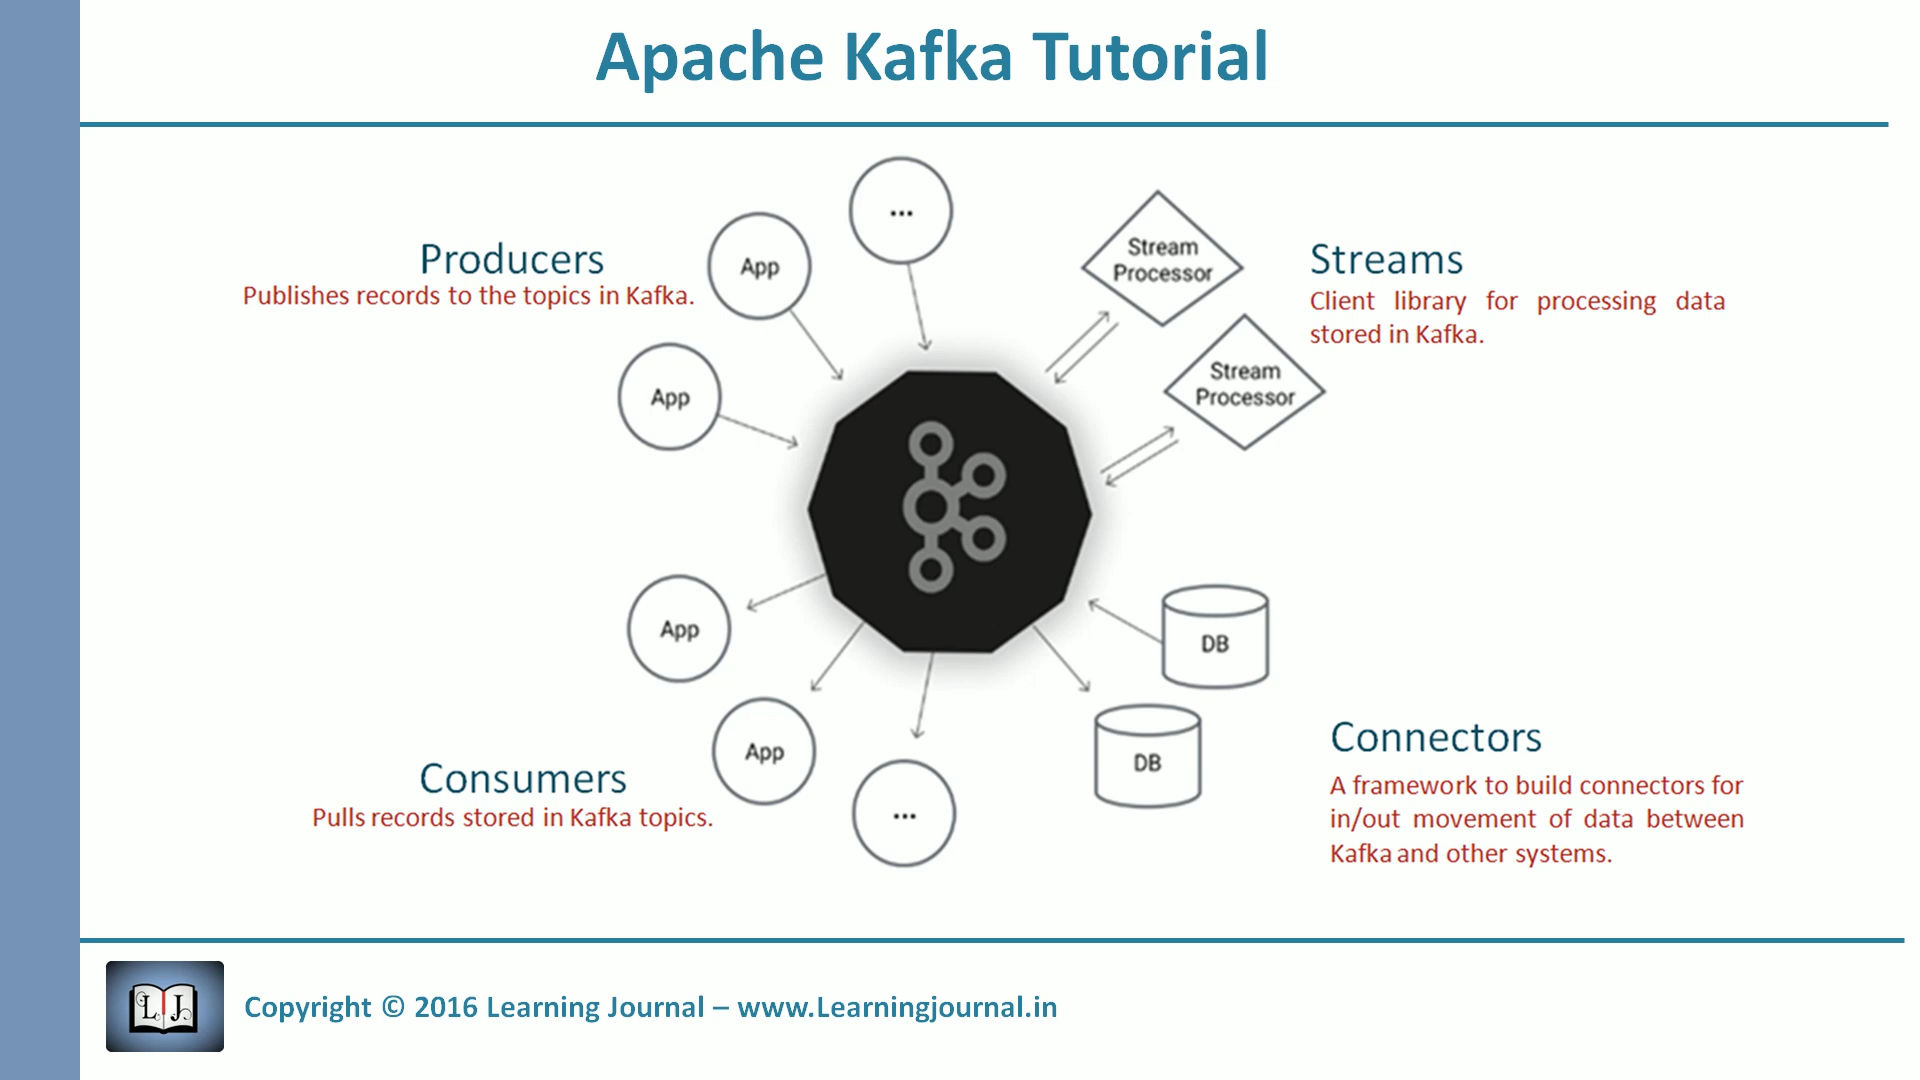 Apache Kafka Tutorial
Producers
Publishes records to the topics in Kafka.
App
...
App
Stream
Processor
Stream
Processor
Streams
Client library for processing data
stored in Kafka.
App
App
...
Consumers
Pulls records stored in Kafka topics.
DB
DB
Connectors
A framework to build connectors for
in/out movement of data between
Kafka and other systems.
LJ
Copyright © 2016 Learning Journal – www.Learningjournal.in